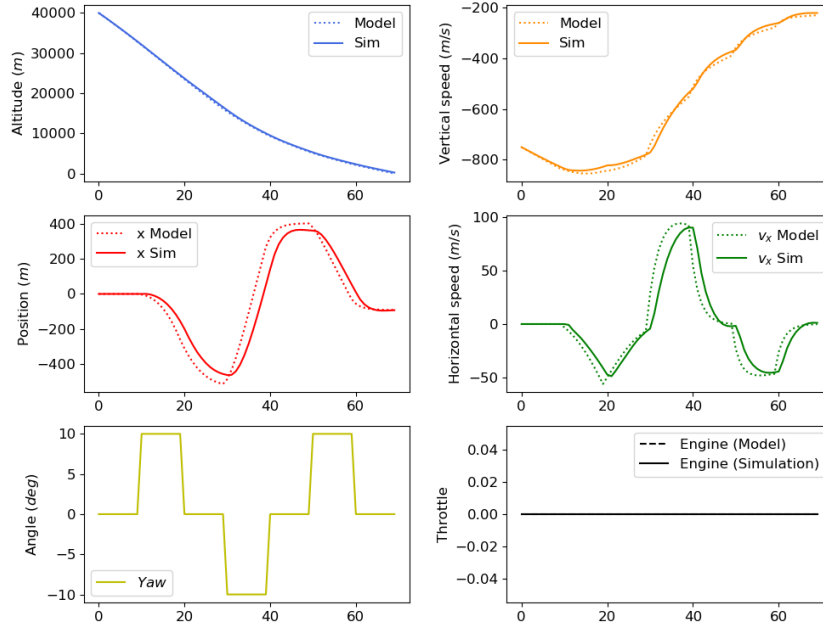 Altitude (m)
40000
30000
20000
10000
0
0 20 40 60
Model
Sim
Vertical speed (m/s)
−200
−400
−600
−800
0 20 40 60
Model
Sim
Position (m)
400
200
0
−200
−400
0 20 40 60
x Model
x Sim
Horizontal speed (m/s)
100
50
0
−50
0 20 40 60
vₓ Model
vₓ Sim
Angle (deg)
10
5
0
−5
−10
0 20 40 60
Yaw
Throttle
0.04
0.02
0.00
−0.02
−0.04
0 20 40 60
Engine (Model)
Engine (Simulation)